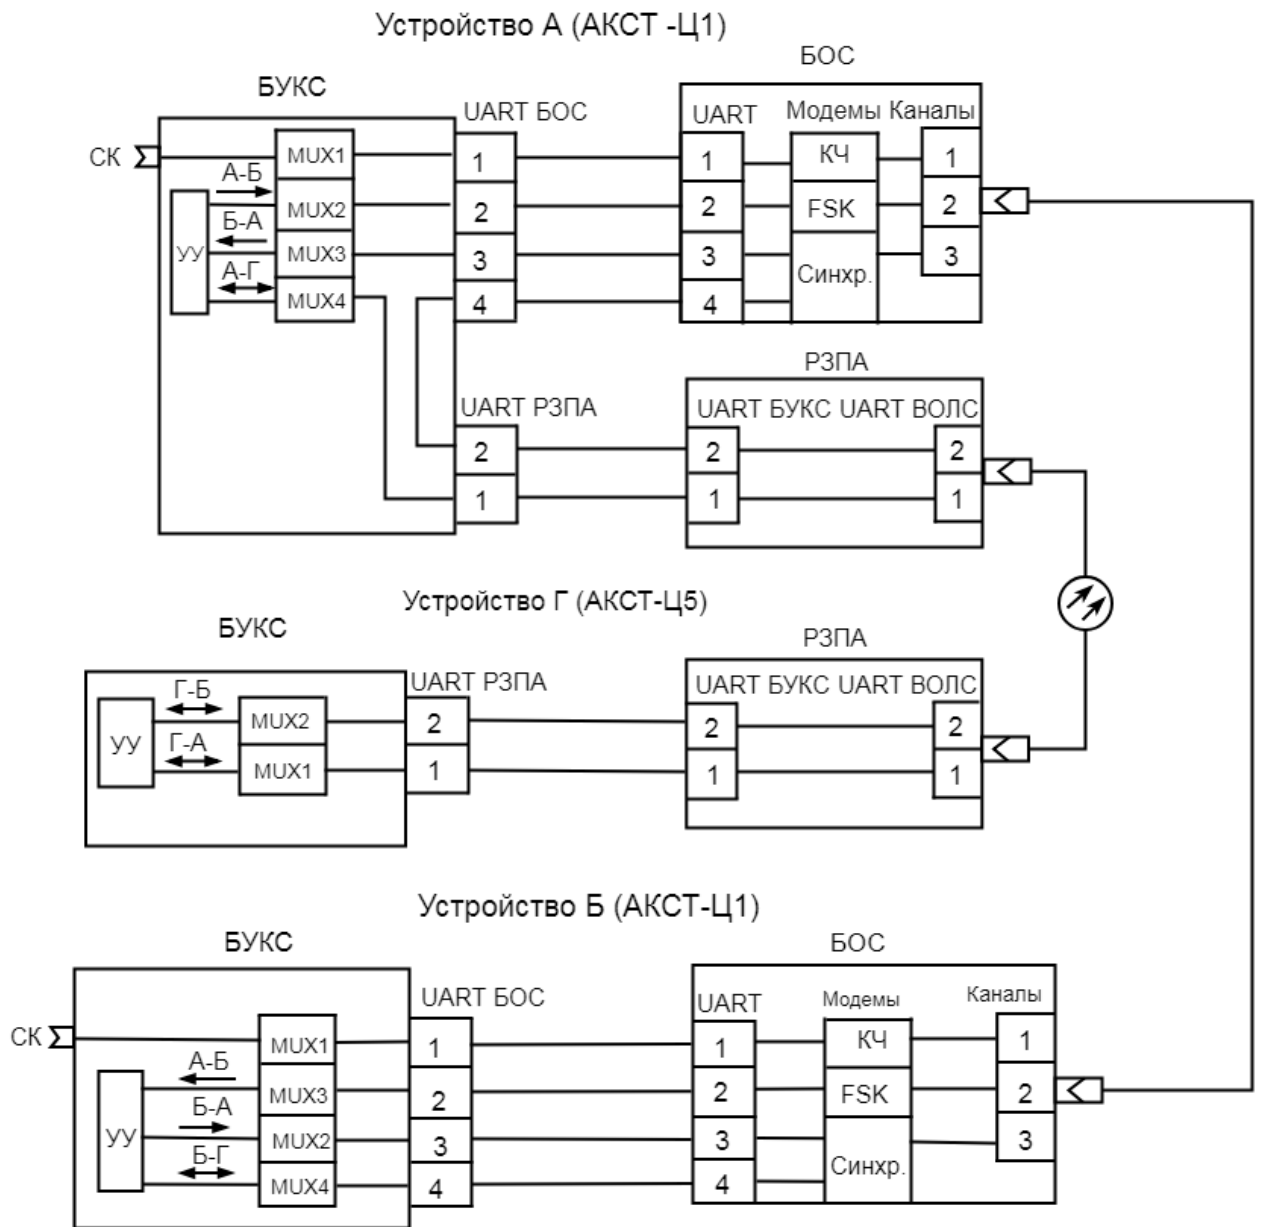 Устройство А (АКСТ -Ц1)
БУКС
БОС
UART БОС
UART Модемы Каналы
СК
MUX1
1
1
КЧ
1
А-Б
MUX2
2
2
FSK
2
Б-А
УУ
MUX3
3
3
Синхр.
3
А-Г
MUX4
4
4
РЗПА
UART РЗПА
UART БУКС UART ВОЛС
2
2
2
1
1
1
Устройство Г (АКСТ-Ц5)
БУКС
РЗПА
UART РЗПА
UART БУКС UART ВОЛС
Г-Б
УУ
MUX2
2
2
2
Г-А
MUX1
1
1
1
Устройство Б (АКСТ-Ц1)
БУКС
БОС
UART БОС
UART Модемы Каналы
СК
MUX1
1
1
КЧ
1
А-Б
MUX3
2
2
FSK
2
Б-А
УУ
MUX2
3
3
Синхр.
3
Б-Г
MUX4
4
4